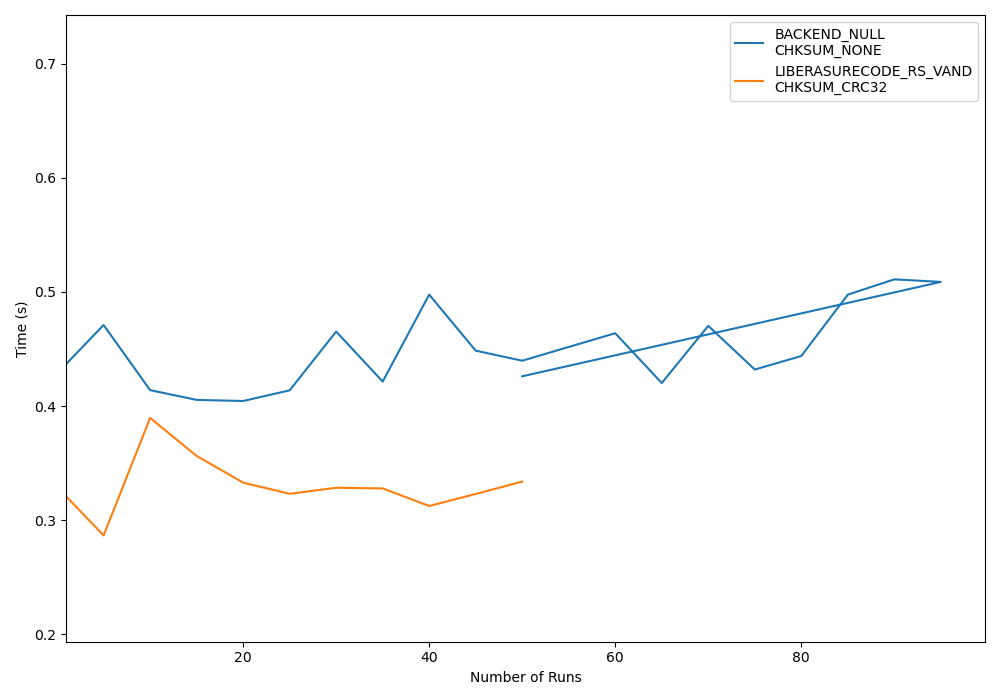 BACKEND_NULL
CHKSUM_NONE
LIBERASURECODE_RS_VAND
CHKSUM_CRC32
0.7
0.6
0.5
0.4
0.3
0.2
Time (s)
20
40
60
80
Number of Runs